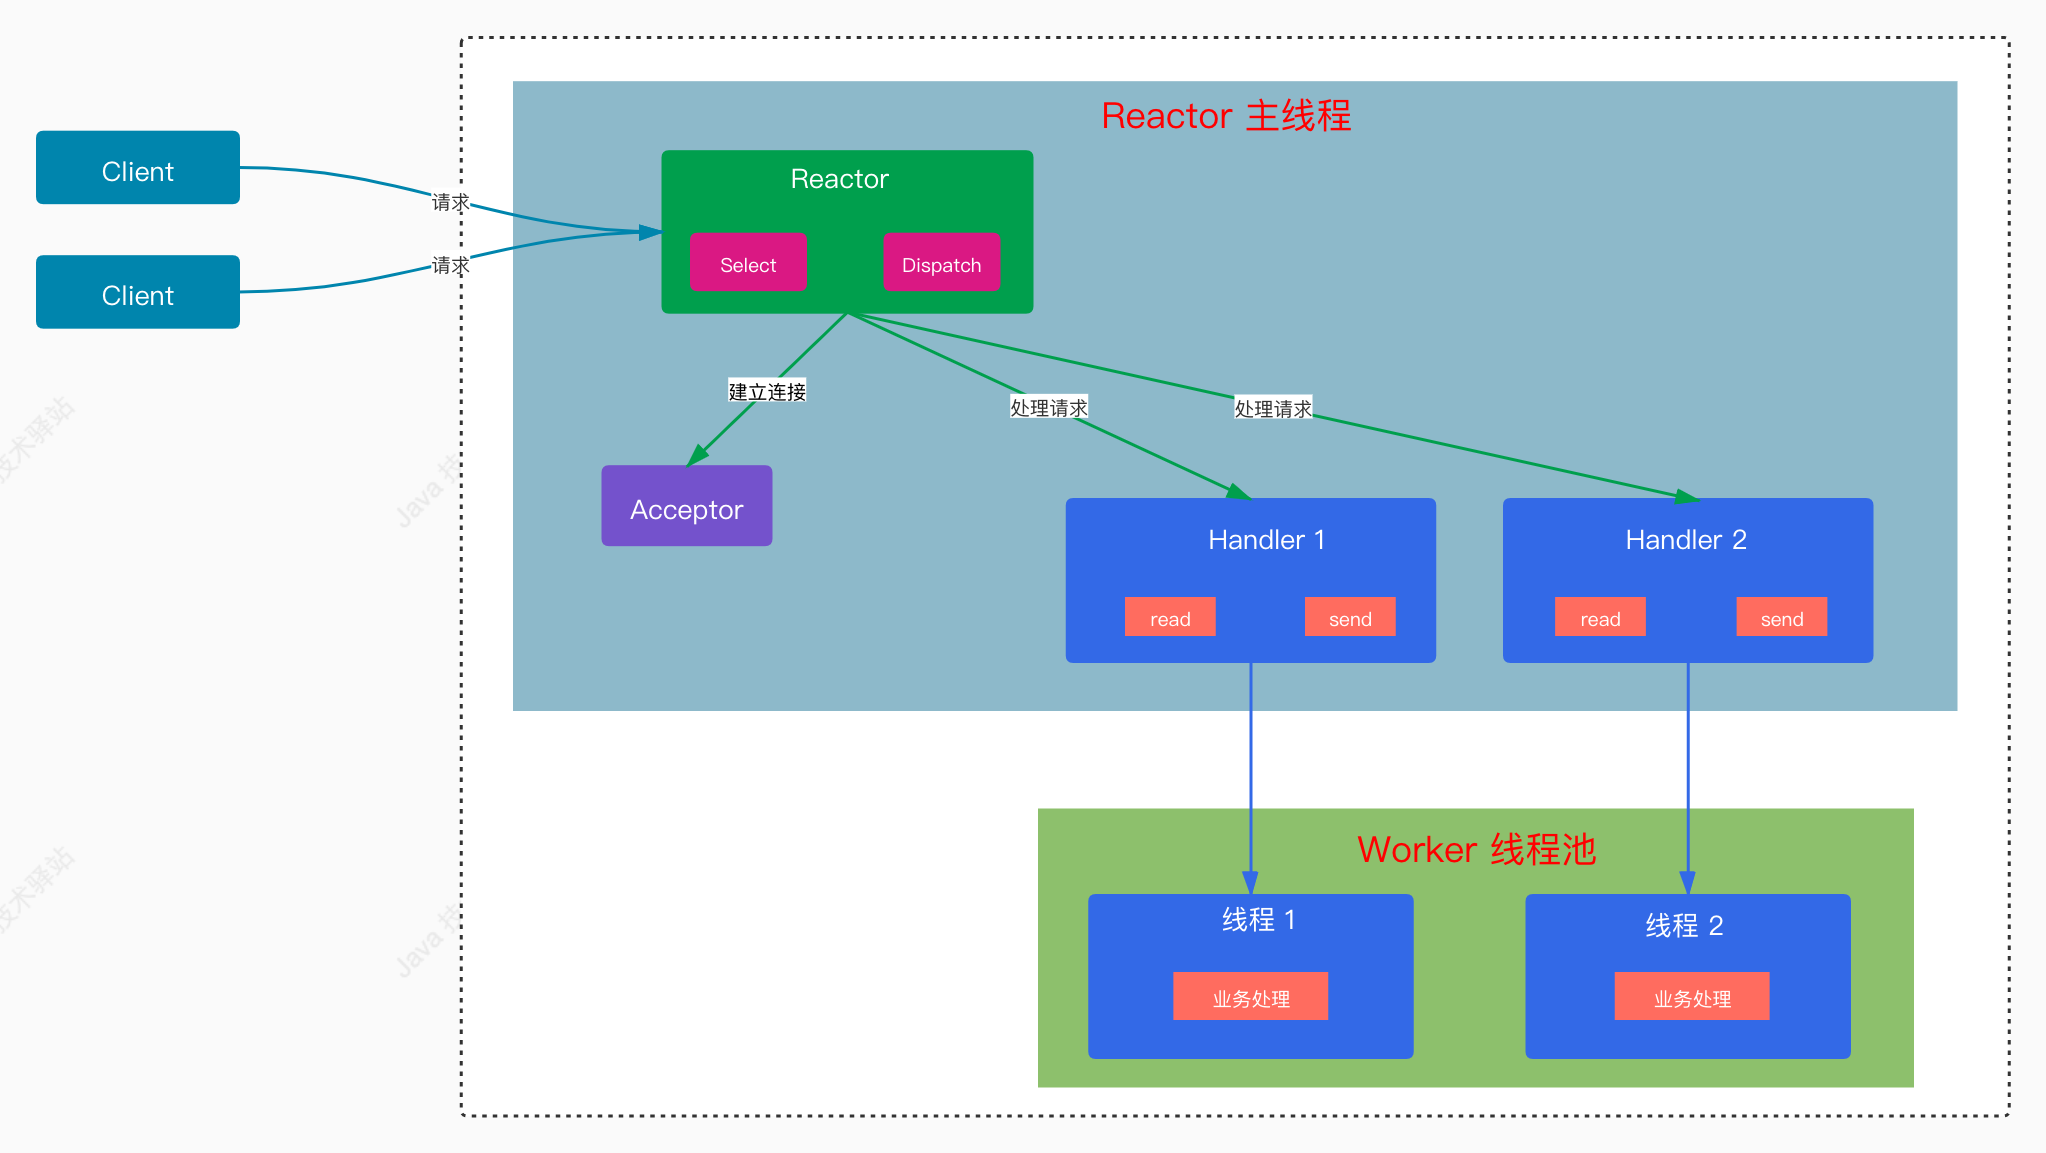 Reactor 主线程
Client
请求
Client
请求
Reactor
Select
Dispatch
建立连接
处理请求
处理请求
Acceptor
Handler 1
read
send
Handler 2
read
send
Worker 线程池
线程 1
业务处理
线程 2
业务处理
技术驿站
Java 技
技术驿站
Java 技